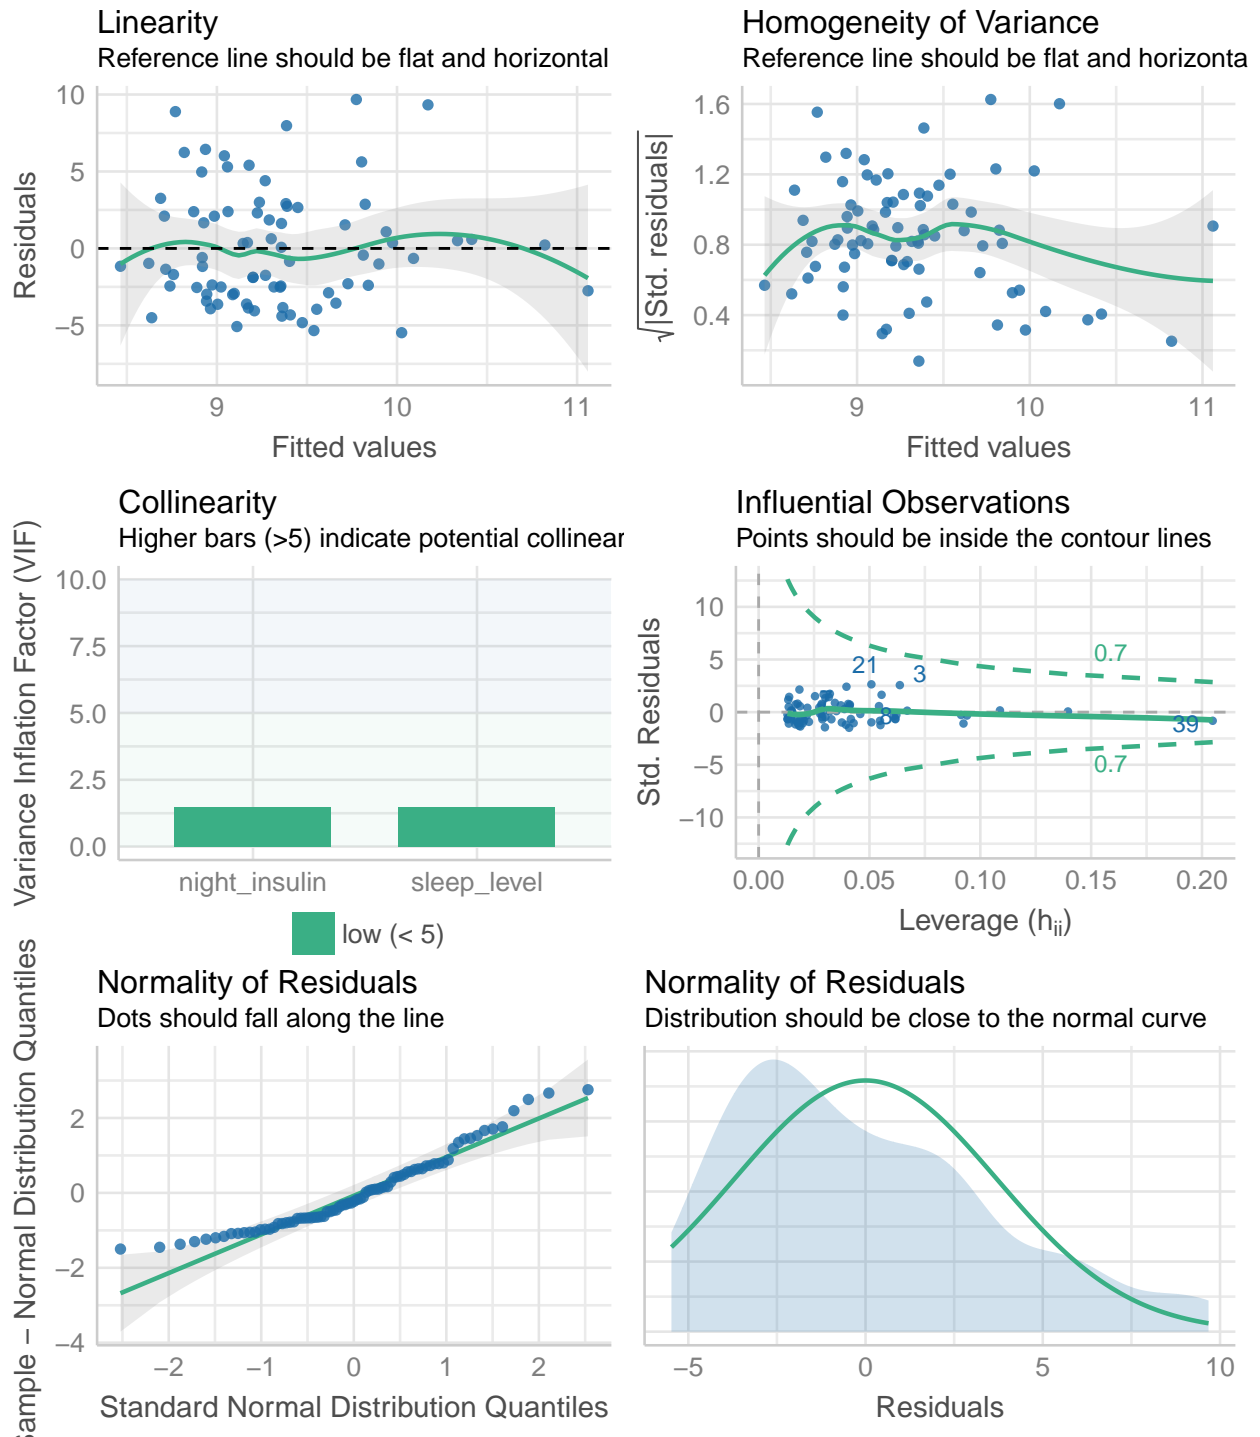 Linearity
Reference line should be flat and horizontal
Residuals
10
5
0
−5
9
10
11
Fitted values
Homogeneity of Variance
Reference line should be flat and horizonta
√|Std. residuals|
1.6
1.2
0.8
0.4
9
10
11
Fitted values
Collinearity
Higher bars (>5) indicate potential collinear
Variance Inflation Factor (VIF)
10.0
7.5
5.0
2.5
0.0
night_insulin
sleep_level
low (< 5)
Influential Observations
Points should be inside the contour lines
Std. Residuals
10
5
0
−5
−10
0.7
21
3
8
39
0.7
0.00
0.05
0.10
0.15
0.20
Leverage (hii)
Normality of Residuals
Dots should fall along the line
Sample − Normal Distribution Quantiles
2
0
−2
−4
−2
−1
0
1
2
Standard Normal Distribution Quantiles
Normality of Residuals
Distribution should be close to the normal curve
−5
0
5
10
Residuals